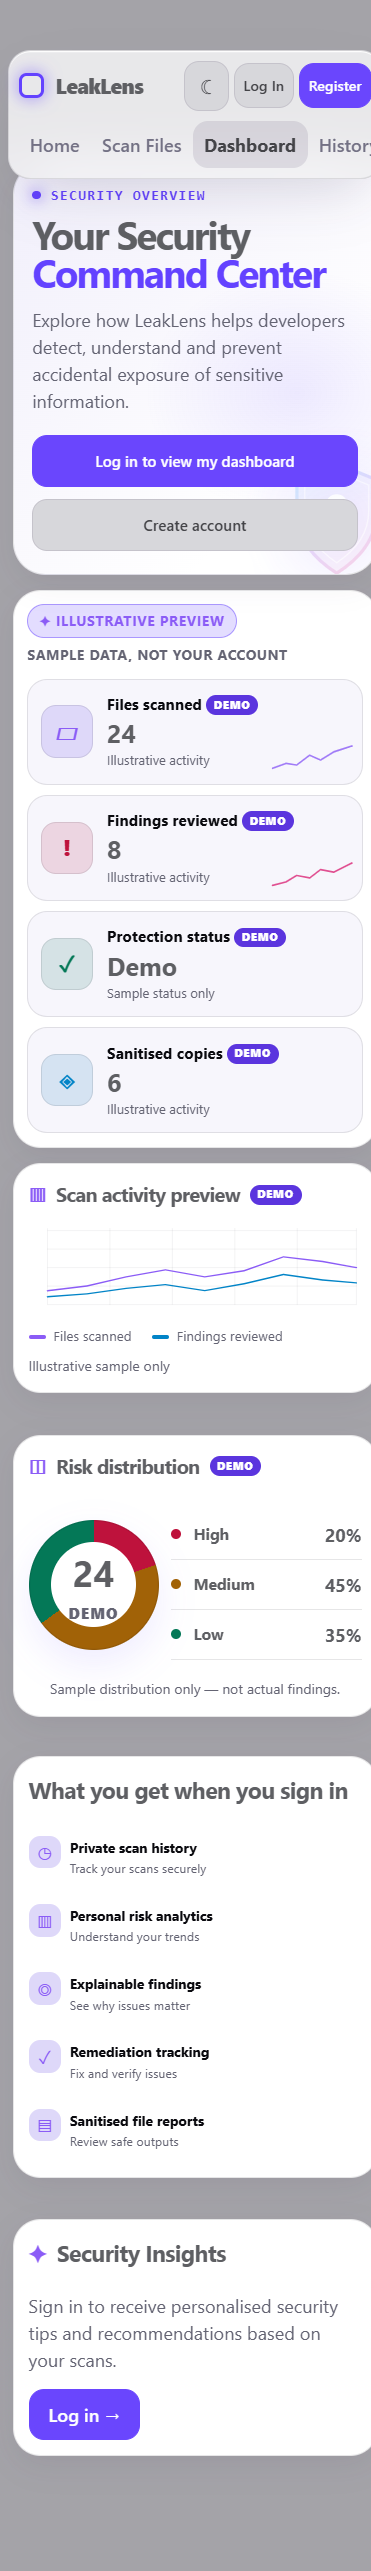 LeakLens
☾
Log In
Register
Home
Scan Files
Dashboard
History
SECURITY OVERVIEW
Your Security
Command Center
Explore how LeakLens helps developers
detect, understand and prevent
accidental exposure of sensitive
information.
Log in to view my dashboard
Create account
✦ ILLUSTRATIVE PREVIEW
SAMPLE DATA, NOT YOUR ACCOUNT
Files scanned DEMO
24
Illustrative activity
!
Findings reviewed DEMO
8
Illustrative activity
✓
Protection status DEMO
Demo
Sample status only
◈
Sanitised copies DEMO
6
Illustrative activity
Scan activity preview DEMO
Files scanned
Findings reviewed
Illustrative sample only
Risk distribution DEMO
24
DEMO
High 20%
Medium 45%
Low 35%
Sample distribution only — not actual findings.
What you get when you sign in
Private scan history
Track your scans securely
Personal risk analytics
Understand your trends
Explainable findings
See why issues matter
✓
Remediation tracking
Fix and verify issues
Sanitised file reports
Review safe outputs
✦ Security Insights
Sign in to receive personalised security
tips and recommendations based on
your scans.
Log in →